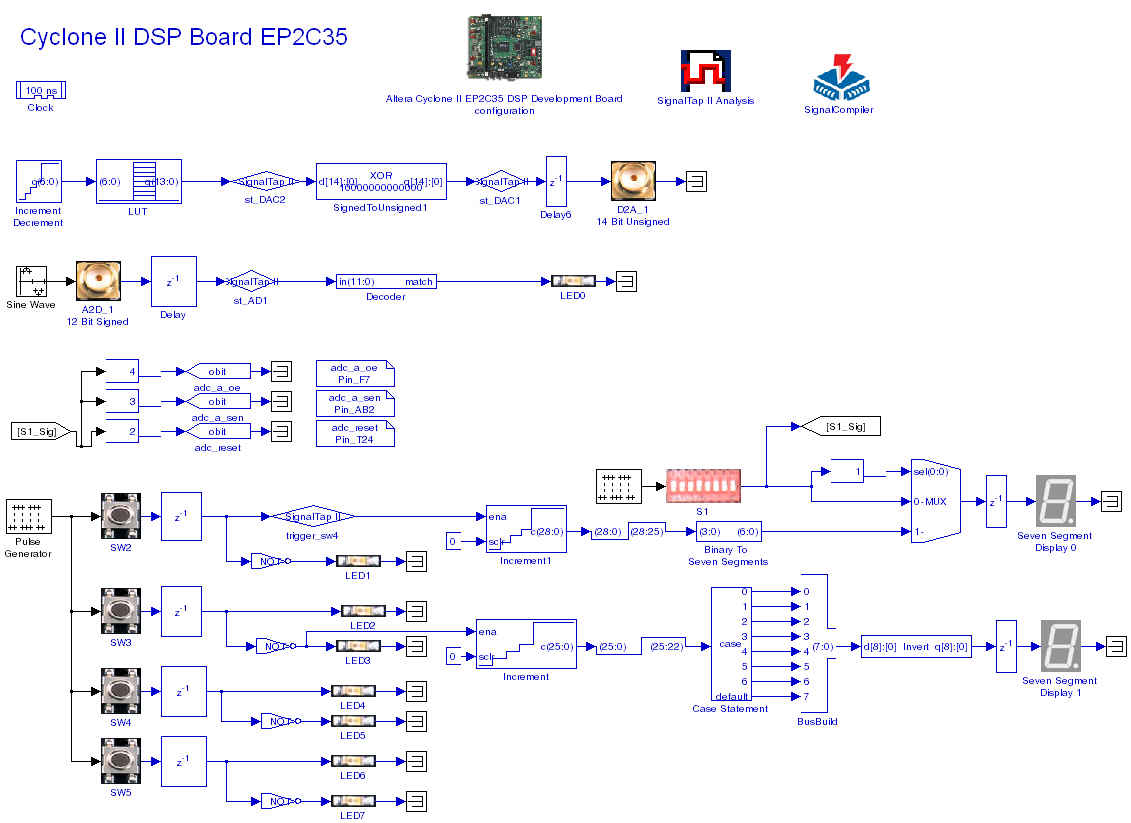 Cyclone II DSP Board EP2C35
100 ns
Clock
Altera Cyclone II EP2C35 DSP Development Board
configuration
SignalTap II Analysis
SignalCompiler
q(6:0)
Increment
Decrement
(6:0) q(13:0)
LUT
SignalTap II
st_DAC2
d[14]:[0] XOR q[14]:[0]
10000000000000
SignedToUnsigned1
SignalTap II
st_DAC1
z-1
Delay6
D2A_1
14 Bit Unsigned
Sine Wave
A2D_1
12 Bit Signed
z-1
Delay
SignalTap II
st_AD1
in(11:0) match
Decoder
LED0
[S1_Sig]
4
obit
adc_a_oe
3
obit
adc_a_sen
2
obit
adc_reset
adc_a_oe
Pin_F7
adc_a_sen
Pin_AB2
adc_reset
Pin_T24
[S1_Sig]
S1
1
sel(0:0)
0-MUX
1-
z-1
Seven Segment
Display 0
Pulse
Generator
SW2
z-1
SignalTap II
trigger_sw4
NOT
LED1
0
ena
sclr
c(28:0)
Increment1
(28:0) (28:25)
(3:0) (6:0)
Binary To
Seven Segments
SW3
z-1
LED2
NOT
LED3
0
ena
sclr
c(25:0)
Increment
(25:0) (25:22)
case
0
1
2
3
4
5
6
default
Case Statement
0
1
2
3
4
5
6
7
(7:0)
BusBuild
d[8]:[0] Invert q[8]:[0]
z-1
Seven Segment
Display 1
SW4
z-1
LED4
NOT
LED5
SW5
z-1
LED6
NOT
LED7